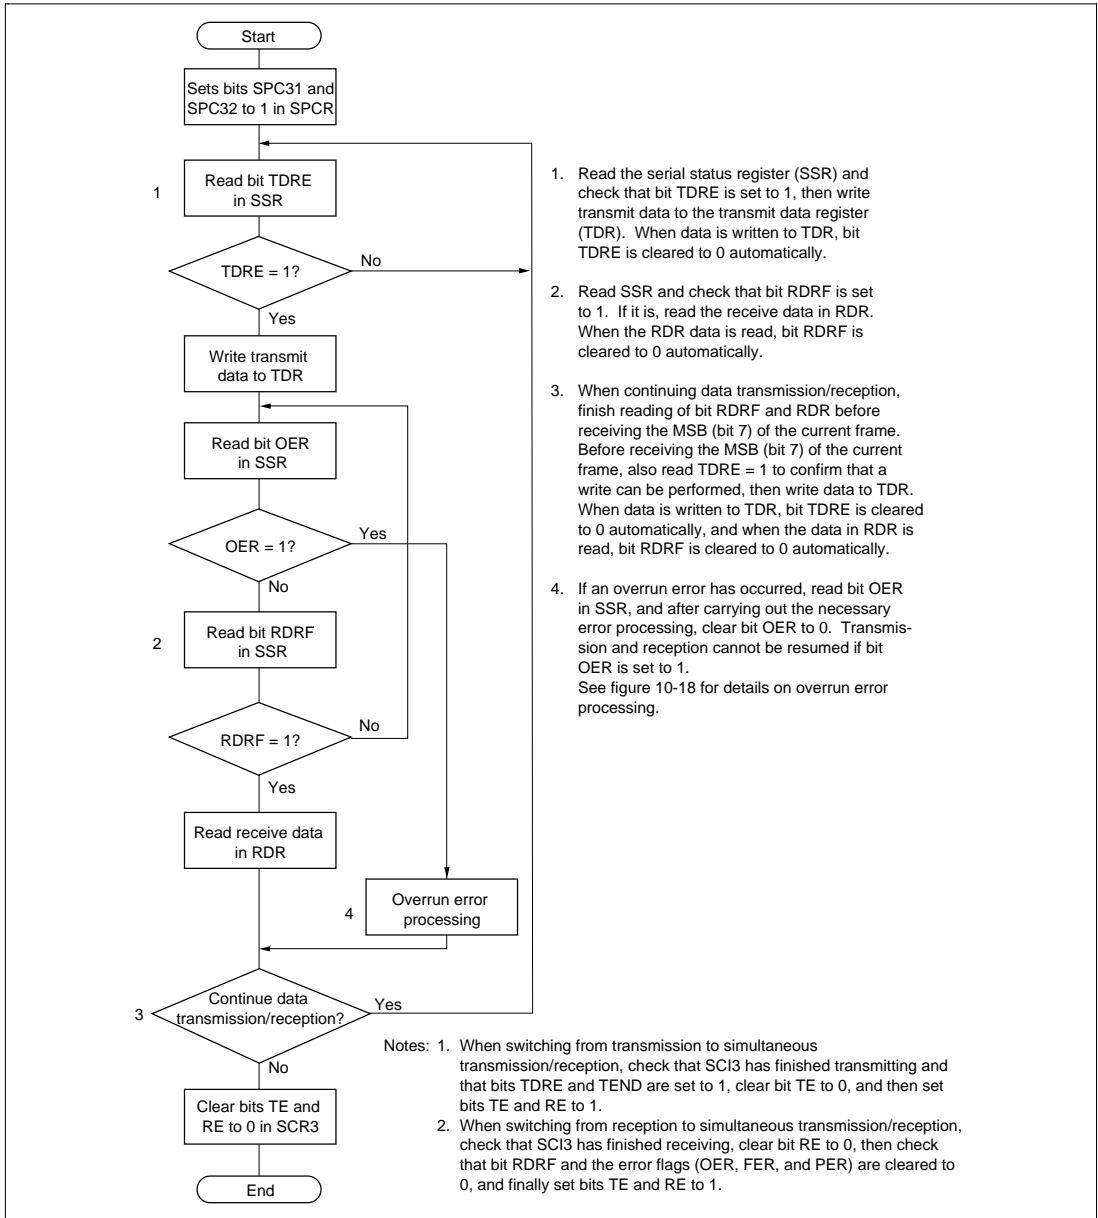 Start
Sets bits SPC31 and
SPC32 to 1 in SPCR
1
Read bit TDRE
in SSR
TDRE = 1?
No
Yes
Write transmit
data to TDR
Read bit OER
in SSR
OER = 1?
Yes
No
2
Read bit RDRF
in SSR
RDRF = 1?
No
Yes
Read receive data
in RDR
4
Overrun error
processing
3
Continue data
transmission/reception?
Yes
No
Clear bits TE and
RE to 0 in SCR3
End
1. Read the serial status register (SSR) and
check that bit TDRE is set to 1, then write
transmit data to the transmit data register
(TDR). When data is written to TDR, bit
TDRE is cleared to 0 automatically.
2. Read SSR and check that bit RDRF is set
to 1. If it is, read the receive data in RDR.
When the RDR data is read, bit RDRF is
cleared to 0 automatically.
3. When continuing data transmission/reception,
finish reading of bit RDRF and RDR before
receiving the MSB (bit 7) of the current frame.
Before receiving the MSB (bit 7) of the current
frame, also read TDRE = 1 to confirm that a
write can be performed, then write data to TDR.
When data is written to TDR, bit TDRE is cleared
to 0 automatically, and when the data in RDR is
read, bit RDRF is cleared to 0 automatically.
4. If an overrun error has occurred, read bit OER
in SSR, and after carrying out the necessary
error processing, clear bit OER to 0. Transmis-
sion and reception cannot be resumed if bit
OER is set to 1.
See figure 10-18 for details on overrun error
processing.
Notes: 1. When switching from transmission to simultaneous
transmission/reception, check that SCI3 has finished transmitting and
that bits TDRE and TEND are set to 1, clear bit TE to 0, and then set
bits TE and RE to 1.
2. When switching from reception to simultaneous transmission/reception,
check that SCI3 has finished receiving, clear bit RE to 0, then check
that bit RDRF and the error flags (OER, FER, and PER) are cleared to
0, and finally set bits TE and RE to 1.